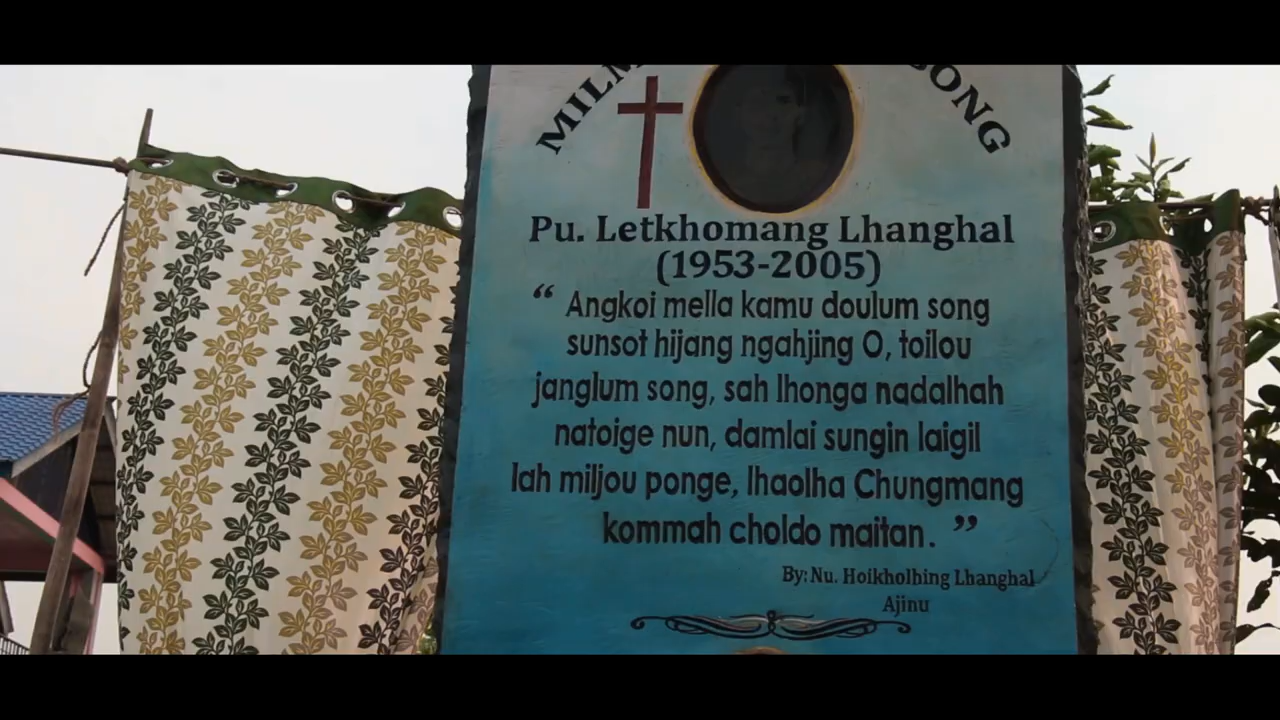 SONG
Pu. Letkhomang Lhanghal
(1953-2005)
“ Angkoi mella kamu doulum song
sunsot hijang ngahjing O, toilou
janglum song, sah lhonga nadalhah
natoige nun, damlai sungin laigil
lah miljou ponge, lhaolha Chungmang
kommah choldo maitan. ”
By: Nu. Hoikholhing Lhanghal
Ajinu